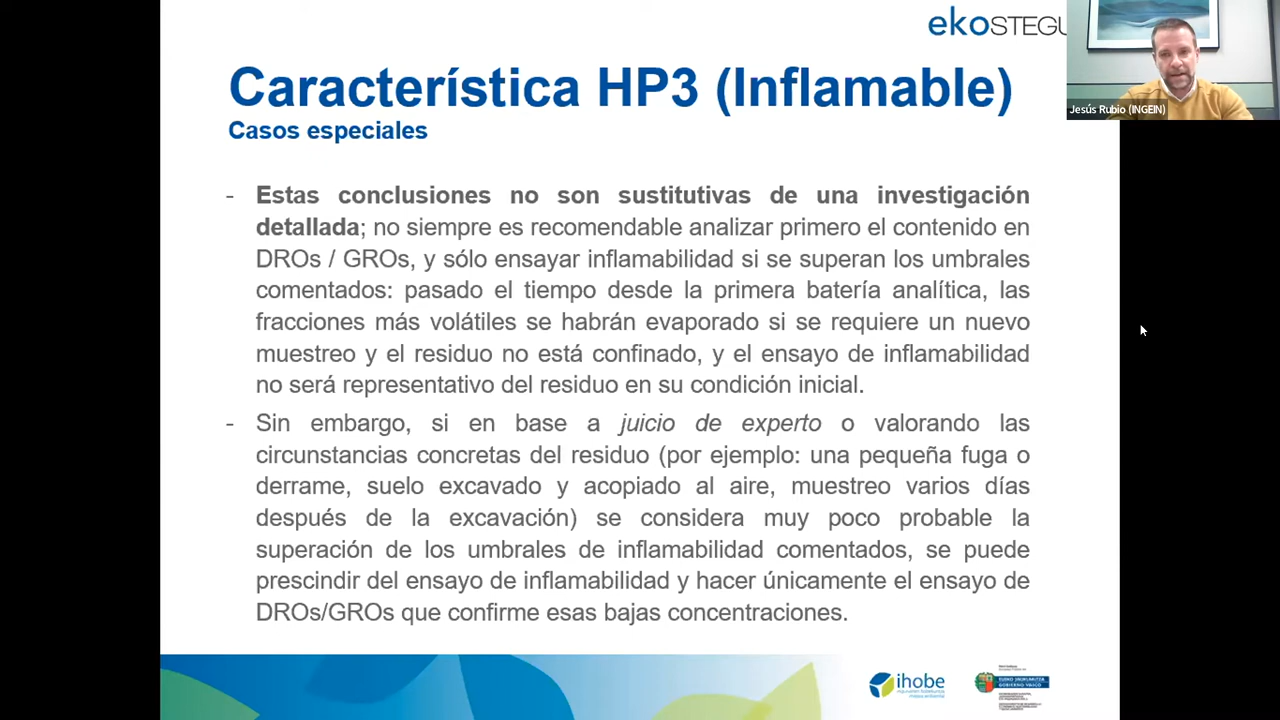 ekoSTEGU
Jesús Rubio (INGEIN)
Característica HP3 (Inflamable)
Casos especiales
- Estas conclusiones no son sustitutivas de una investigación
detallada; no siempre es recomendable analizar primero el contenido en
DROs / GROs, y sólo ensayar inflamabilidad si se superan los umbrales
comentados: pasado el tiempo desde la primera batería analítica, las
fracciones más volátiles se habrán evaporado si se requiere un nuevo
muestreo y el residuo no está confinado, y el ensayo de inflamabilidad
no será representativo del residuo en su condición inicial.
- Sin embargo, si en base a juicio de experto o valorando las
circunstancias concretas del residuo (por ejemplo: una pequeña fuga o
derrame, suelo excavado y acopiado al aire, muestreo varios días
después de la excavación) se considera muy poco probable la
superación de los umbrales de inflamabilidad comentados, se puede
prescindir del ensayo de inflamabilidad y hacer únicamente el ensayo de
DROs/GROs que confirme esas bajas concentraciones.
ihobe
EUSKO JAURLARITZA
GOBIERNO VASCO